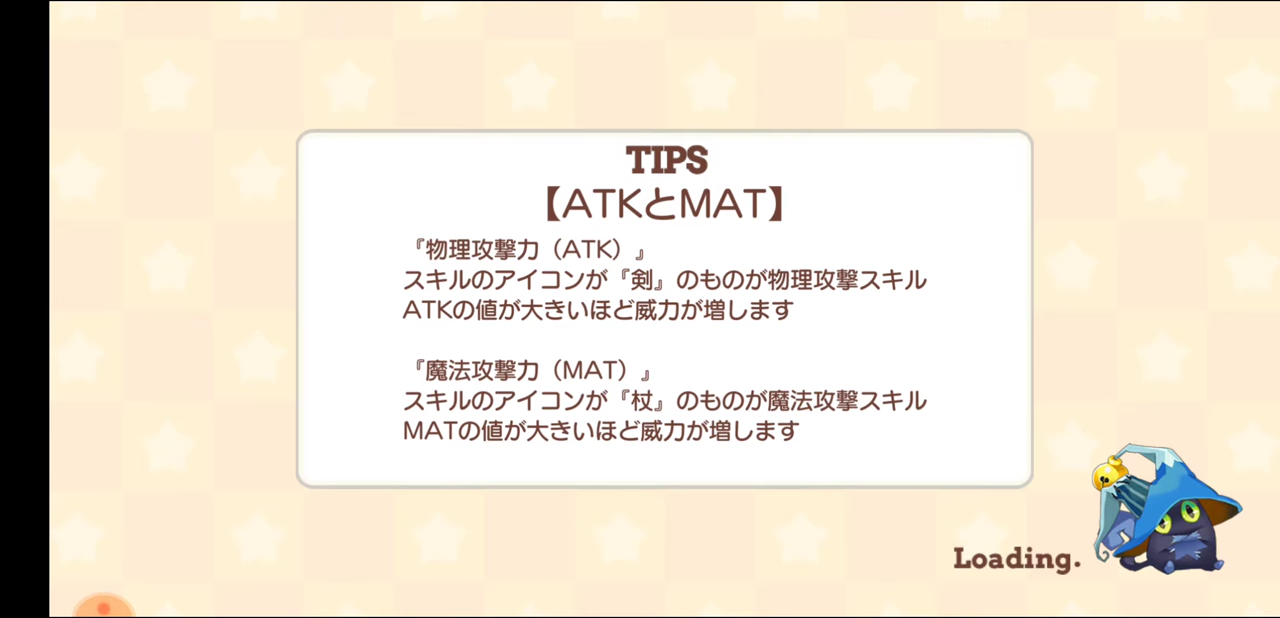 TIPS
【ATKとMAT】
『物理攻撃力（ATK）』
スキルのアイコンが『剣』のものが物理攻撃スキル
ATKの値が大きいほど威力が増します
『魔法攻撃力（MAT）』
スキルのアイコンが『杖』のものが魔法攻撃スキル
MATの値が大きいほど威力が増します
Loading.